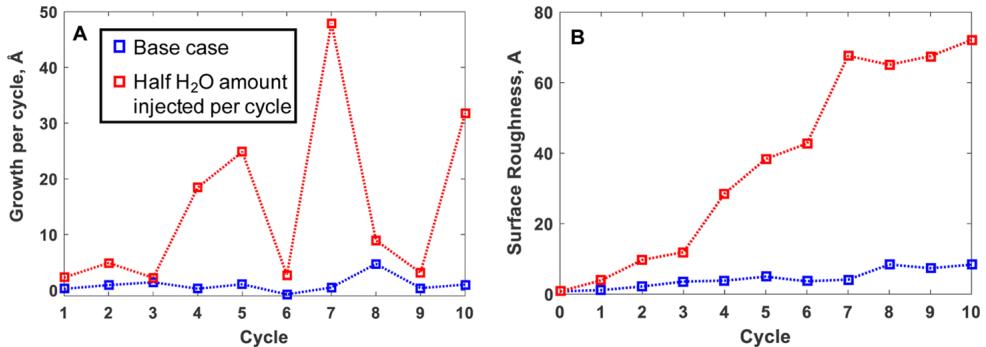 A
Base case
Half H₂O amount
injected per cycle
Growth per cycle, Å
50
40
30
20
10
0
1 2 3 4 5 6 7 8 9 10
Cycle
B
Surface Roughness, A
80
60
40
20
0
0 1 2 3 4 5 6 7 8 9 10
Cycle